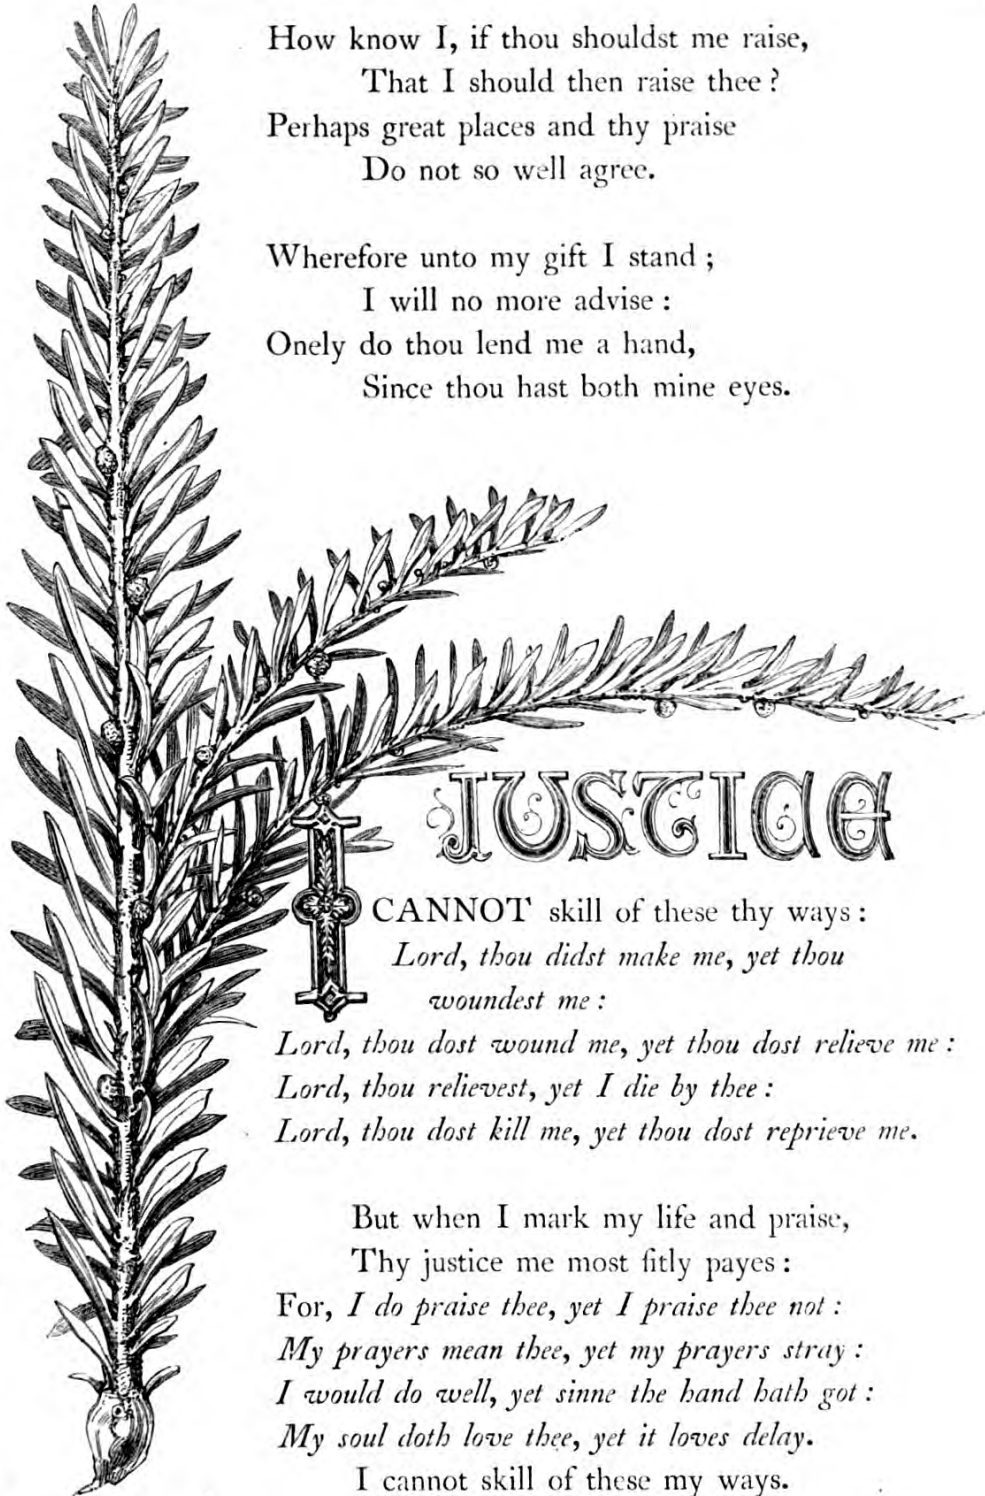 How know I, if thou shouldst me raise,
That I should then raise thee?
Perhaps great places and thy praise
Do not so well agree.
Wherefore unto my gift I stand;
I will no more advise:
Onely do thou lend me a hand,
Since thou hast both mine eyes.
JUSTICE
I CANNOT skill of these thy ways:
Lord, thou didst make me, yet thou
woundest me:
Lord, thou dost wound me, yet thou dost relieve me:
Lord, thou relievest, yet I die by thee:
Lord, thou dost kill me, yet thou dost reprieve me.
But when I mark my life and praise,
Thy justice me most fitly payes:
For, I do praise thee, yet I praise thee not:
My prayers mean thee, yet my prayers stray:
I would do well, yet sinne the hand hath got:
My soul doth love thee, yet it loves delay.
I cannot skill of these my ways.